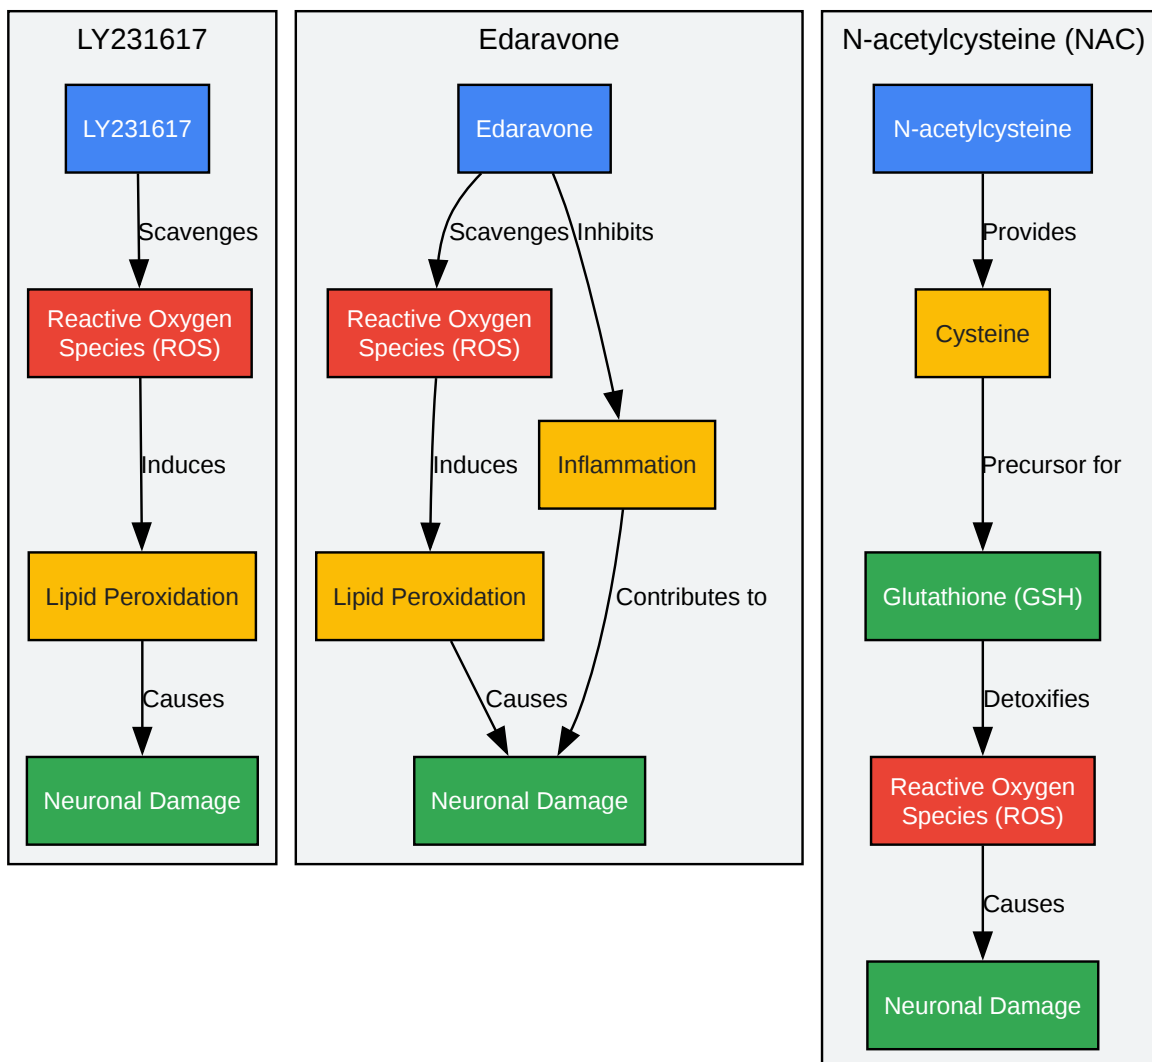 LY231617
LY231617
Scavenges
Reactive Oxygen
Species (ROS)
Induces
Lipid Peroxidation
Causes
Neuronal Damage
Edaravone
Edaravone
Scavenges
Inhibits
Reactive Oxygen
Species (ROS)
Inflammation
Induces
Lipid Peroxidation
Contributes to
Causes
Neuronal Damage
N-acetylcysteine (NAC)
N-acetylcysteine
Provides
Cysteine
Precursor for
Glutathione (GSH)
Detoxifies
Reactive Oxygen
Species (ROS)
Causes
Neuronal Damage